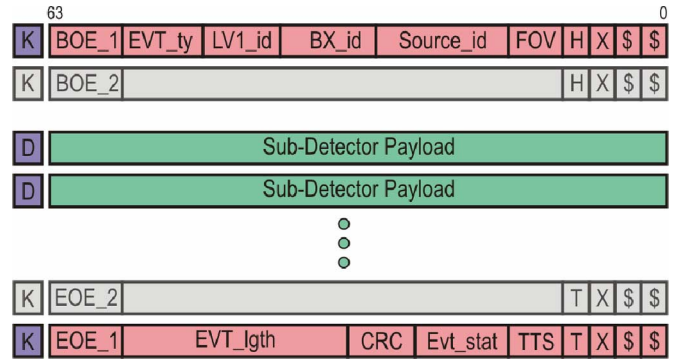 63 0
K BOE_1 EVT_ty LV1_id BX_id Source_id FOV H X $ $
K BOE_2 H X $ $
D Sub-Detector Payload
D Sub-Detector Payload
K EOE_2 T X $ $
K EOE_1 EVT_lgth CRC Evt_stat TTS T X $ $